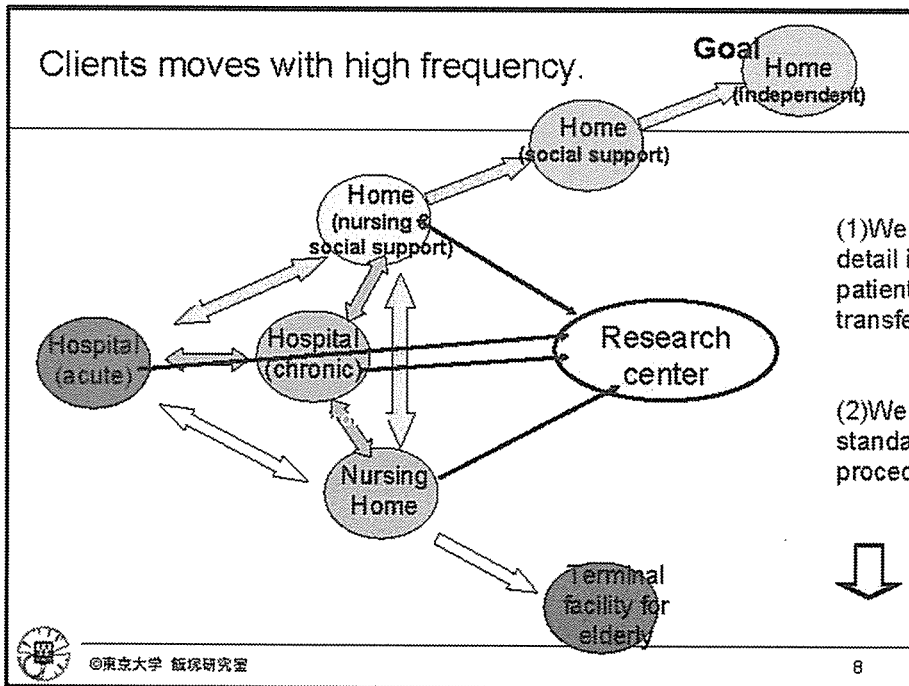 Clients moves with high frequency.
Goal
Home
(independent)
Home
(social support)
Home
(nursing &
social support)
Hospital
(acute)
Hospital
(chronic)
Research
center
Nursing
Home
Terminal
facility for
elderly
(1)We
detail i
patient
transfe
(2)We
standa
proced
©東京大学 飯塚研究室
8